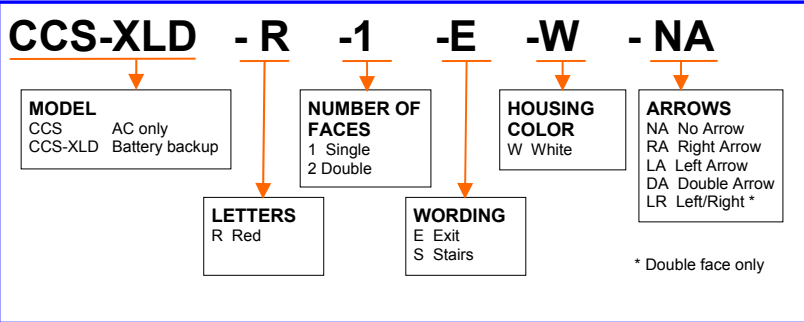 CCS-XLD - R -1 -E -W - NA
MODEL
CCS AC only
CCS-XLD Battery backup
NUMBER OF
FACES
1 Single
2 Double
HOUSING
COLOR
W White
ARROWS
NA No Arrow
RA Right Arrow
LA Left Arrow
DA Double Arrow
LR Left/Right *
LETTERS
R Red
WORDING
E Exit
S Stairs
* Double face only